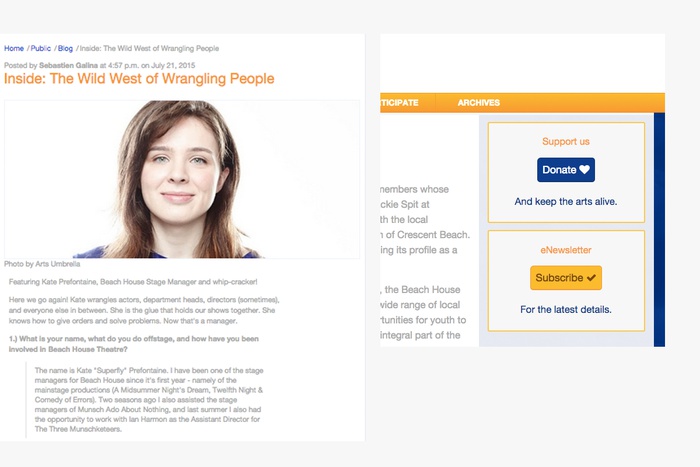 Home / Public / Blog / Inside: The Wild West of Wrangling People
Posted by Sebastien Galina at 4:57 p.m. on July 21, 2015
Inside: The Wild West of Wrangling People
Photo by Arts Umbrella
Featuring Kate Prefontaine, Beach House Stage Manager and whip-cracker!
Here we go again! Kate wrangles actors, department heads, directors (sometimes),
and everyone else in between. She is the glue that holds our shows together. She
knows how to give orders and solve problems. Now that's a manager.
1.) What is your name, what do you do offstage, and how have you been
involved in Beach House Theatre?
The name is Kate "Superfly" Prefontaine. I have been one of the stage
managers for Beach House since it's first year - namely of the
mainstage productions (A Midsummer Night's Dream, Twelfth Night &
Comedy of Errors). Two seasons ago I also assisted the stage
managers of Munsch Ado About Nothing, and last summer I also had
the opportunity to work with Ian Harmon as the Assistant Director for
The Three Munschketeers.
TICIPATE ARCHIVES
nembers whose
ckie Spit at
th the local
n of Crescent Beach.
ing its profile as a
, the Beach House
wide range of local
rtunities for youth to
integral part of the
Support us
Donate
And keep the arts alive.
eNewsletter
Subscribe
For the latest details.